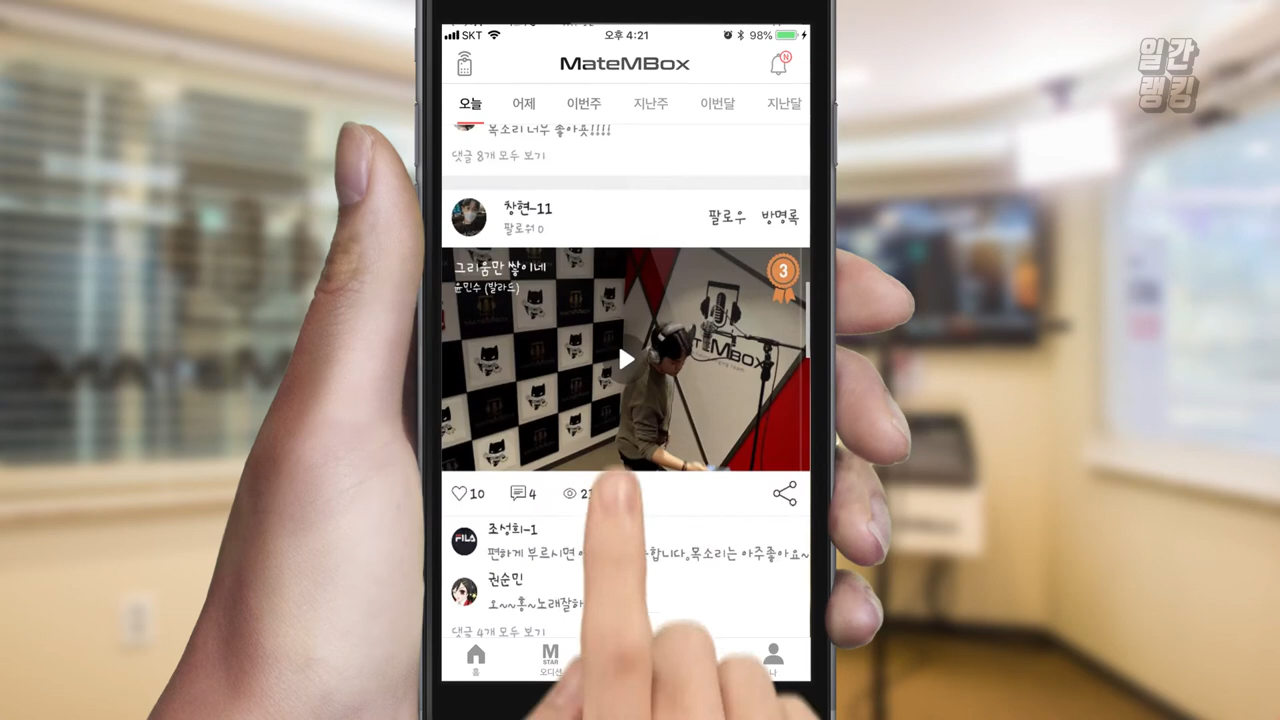 SKT 오후 4:21 98%
일간
랭킹
MateMBox N
오늘 어제 이번주 지난주 이번달 지난달
목소리 너무 좋아욧!!!!
댓글 8개 모두 보기
창현-11
팔로워 0
팔로우 방명록
그리움만 쌓이네
윤민수 (발라드)
3
MBOX
10 4
FILA
조성희-1
편하게 부르시면 합니다,목소리는 아주좋아요~
권순민
오~~홍~노래잘하
댓글 4개 모두 보기
M
STAR
홈 오디션 나